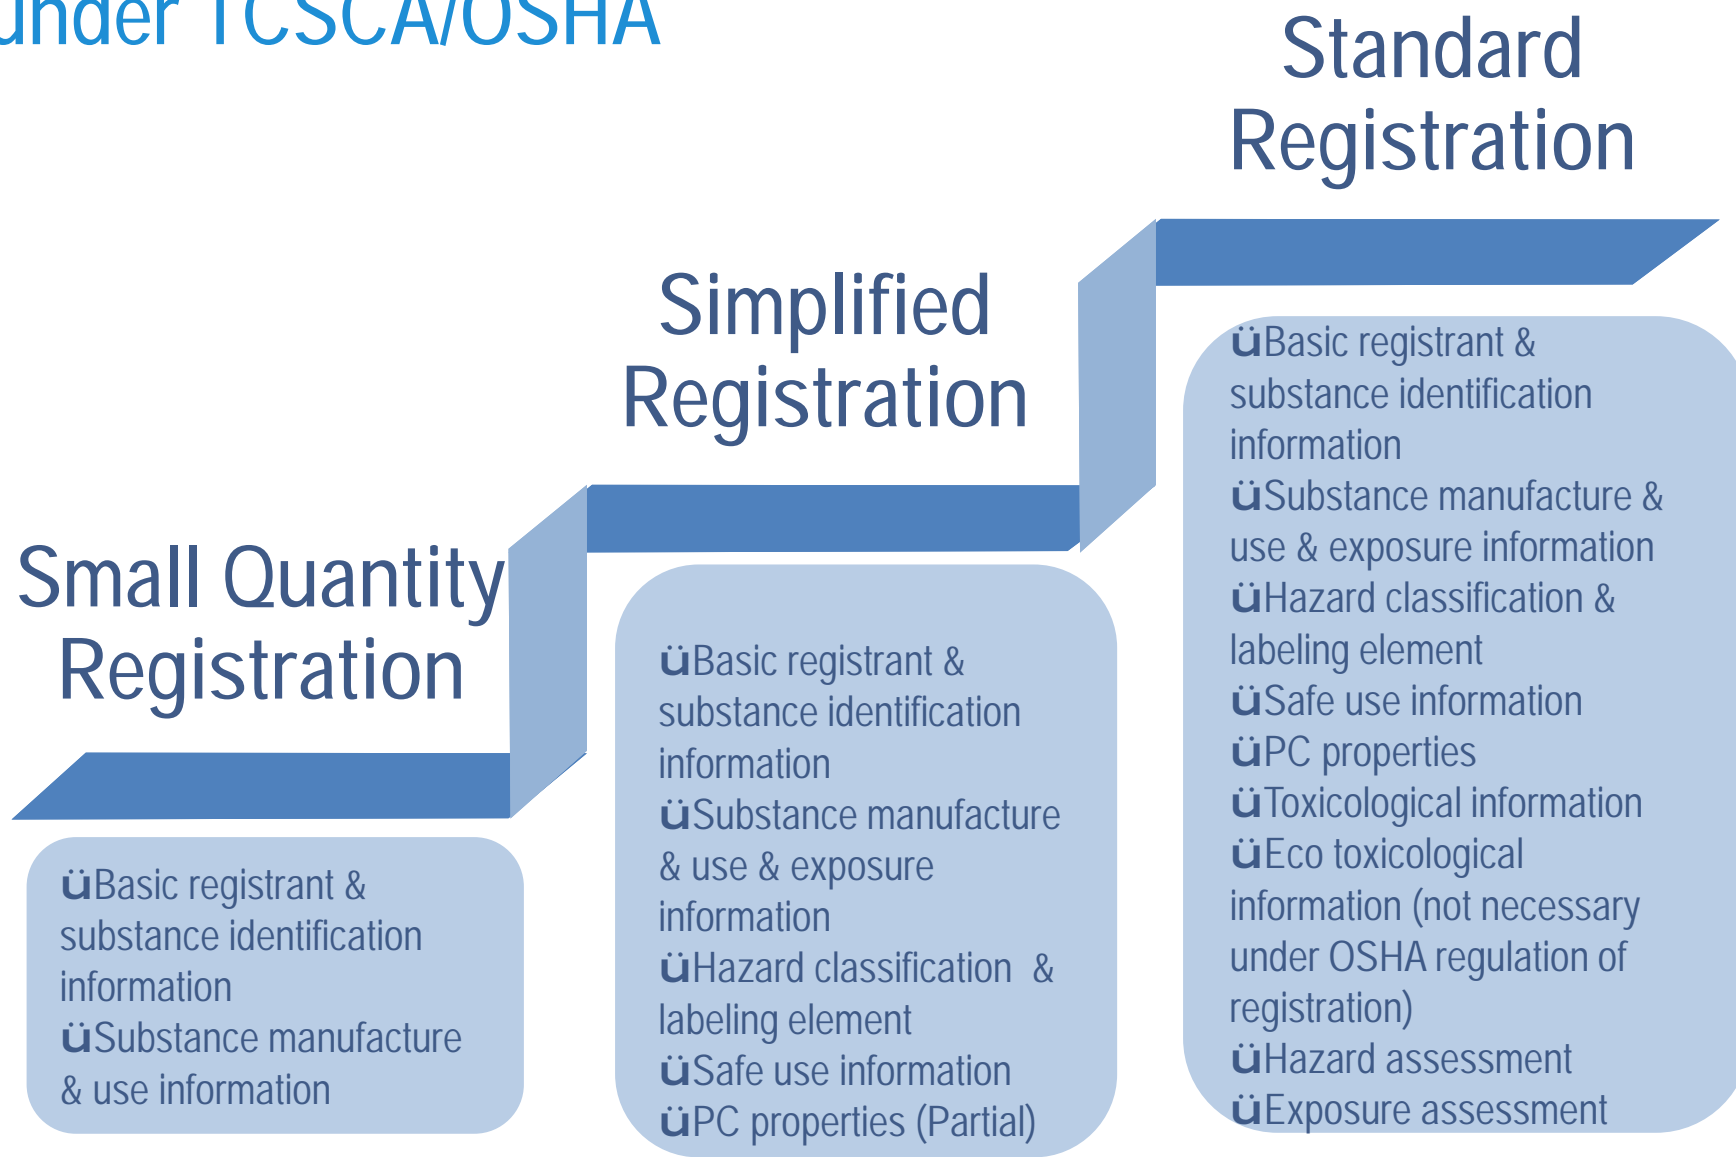 under TCSCA/OSHA
Small Quantity
Registration
üBasic registrant &
substance identification
information
üSubstance manufacture
& use information
Simplified
Registration
üBasic registrant &
substance identification
information
üSubstance manufacture
& use & exposure
information
üHazard classification &
labeling element
üSafe use information
üPC properties (Partial)
Standard
Registration
üBasic registrant &
substance identification
information
üSubstance manufacture &
use & exposure information
üHazard classification &
labeling element
üSafe use information
üPC properties
üToxicological information
üEco toxicological
information (not necessary
under OSHA regulation of
registration)
üHazard assessment
üExposure assessment